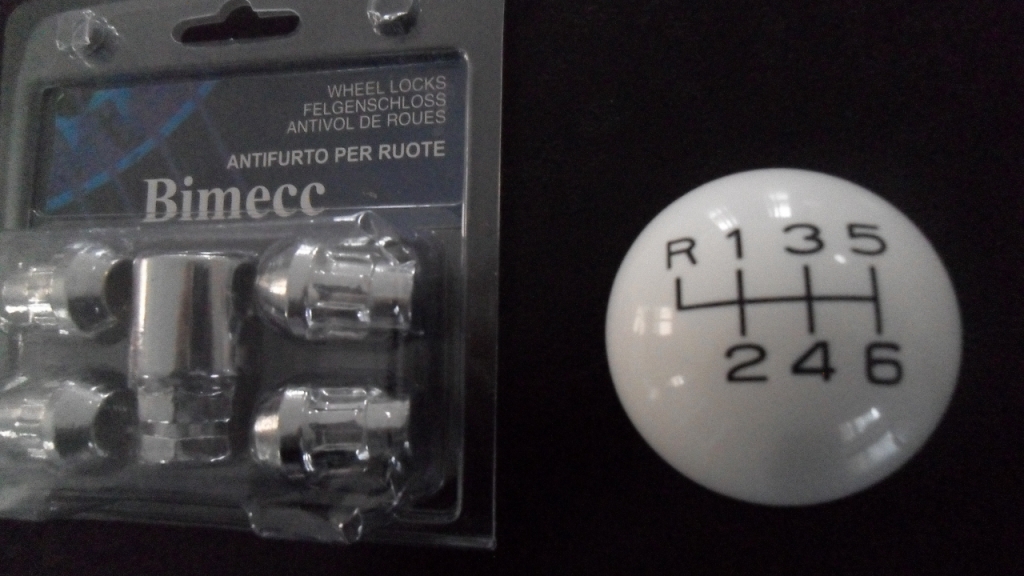 WHEEL LOCKS
FELGENSCHLOSS
ANTIVOL DE ROUES
ANTIFURTO PER RUOTE
Bimecc
R 1 3 5
2 4 6